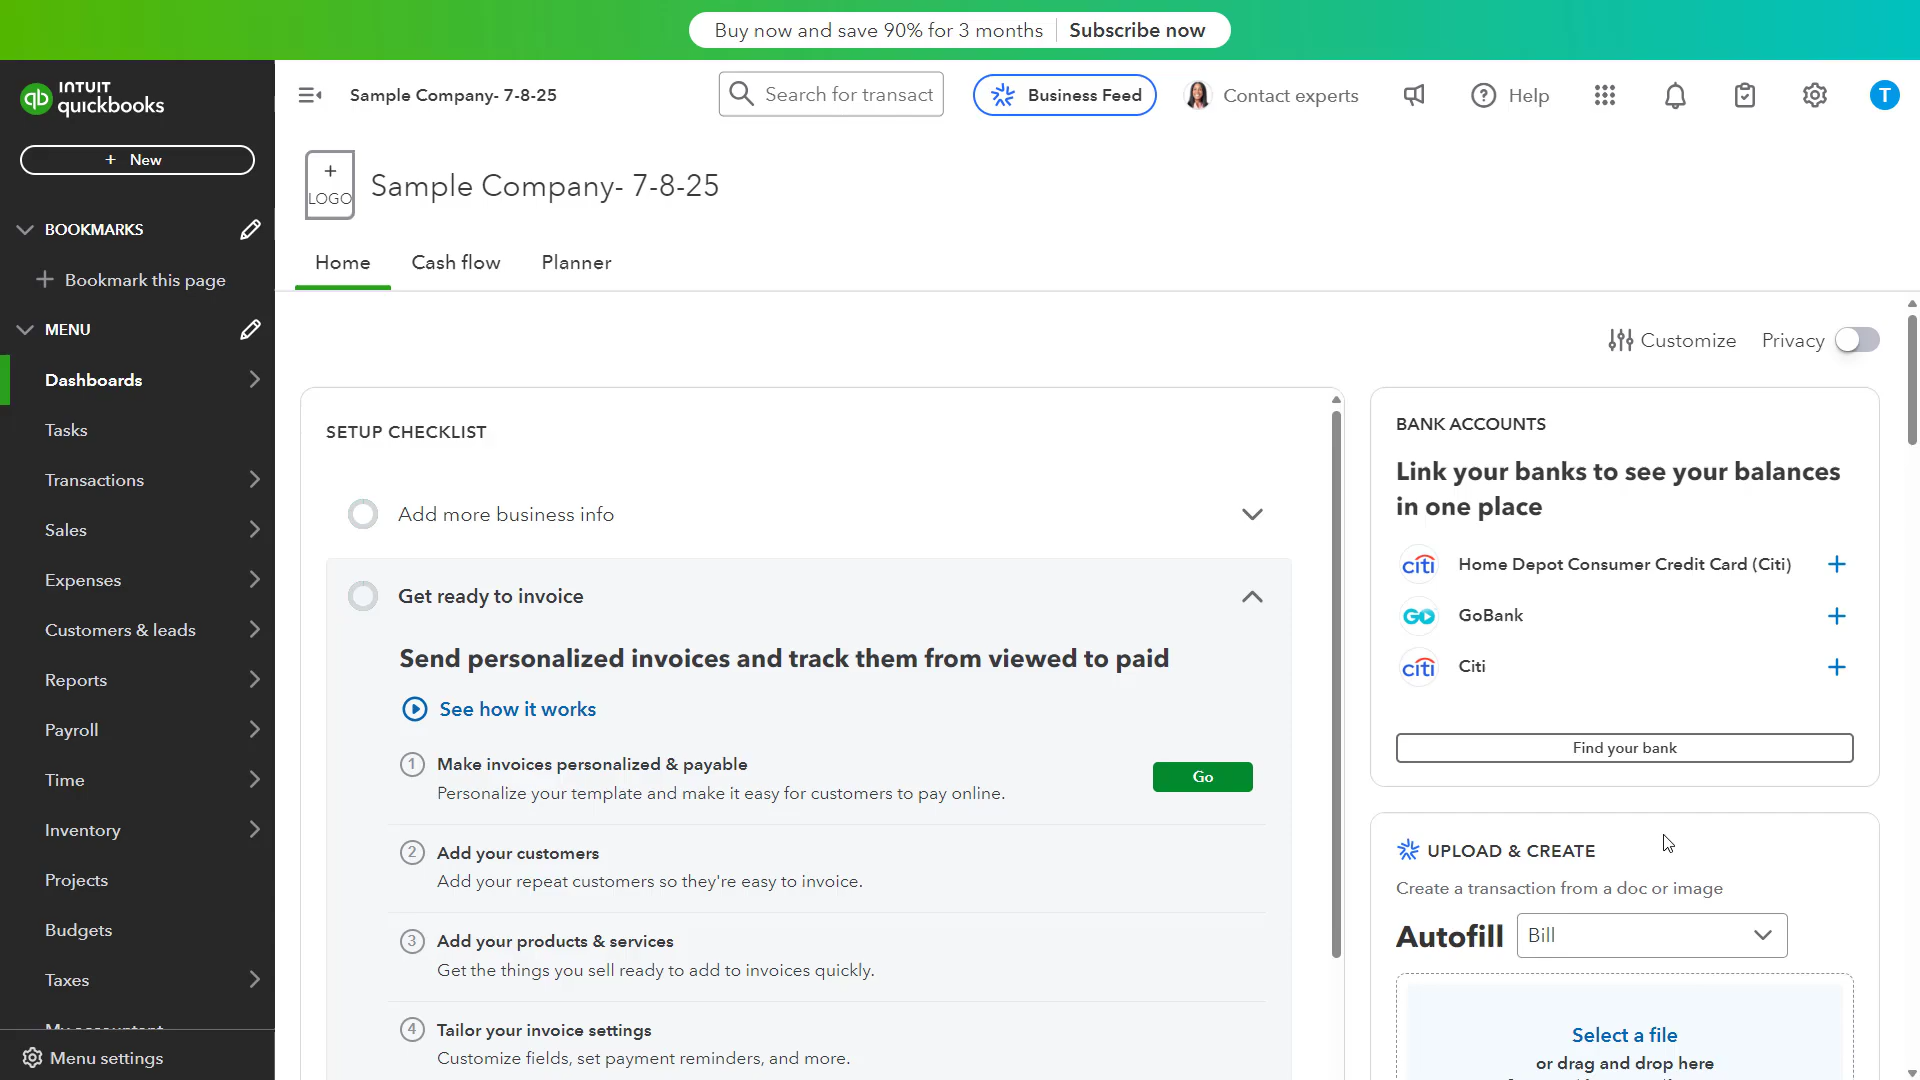 Buy now and save 90% for 3 months Subscribe now
INTUIT
quickbooks
Sample Company- 7-8-25
Search for transact
Business Feed
Contact experts
Help
T
+ New
+
LOGO
Sample Company- 7-8-25
BOOKMARKS
Bookmark this page
MENU
Dashboards
Tasks
Transactions
Sales
Expenses
Customers & leads
Reports
Payroll
Time
Inventory
Projects
Budgets
Taxes
My accountant
Menu settings
Home Cash flow Planner
Customize Privacy
SETUP CHECKLIST
Add more business info
Get ready to invoice
Send personalized invoices and track them from viewed to paid
See how it works
1 Make invoices personalized & payable
Personalize your template and make it easy for customers to pay online.
Go
2 Add your customers
Add your repeat customers so they're easy to invoice.
3 Add your products & services
Get the things you sell ready to add to invoices quickly.
4 Tailor your invoice settings
Customize fields, set payment reminders, and more.
BANK ACCOUNTS
Link your banks to see your balances
in one place
citi Home Depot Consumer Credit Card (Citi)
GO GoBank
citi Citi
Find your bank
UPLOAD & CREATE
Create a transaction from a doc or image
Autofill Bill
Select a file
or drag and drop here